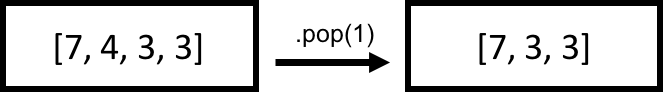 [7, 4, 3, 3]
.pop(1)
[7, 3, 3]